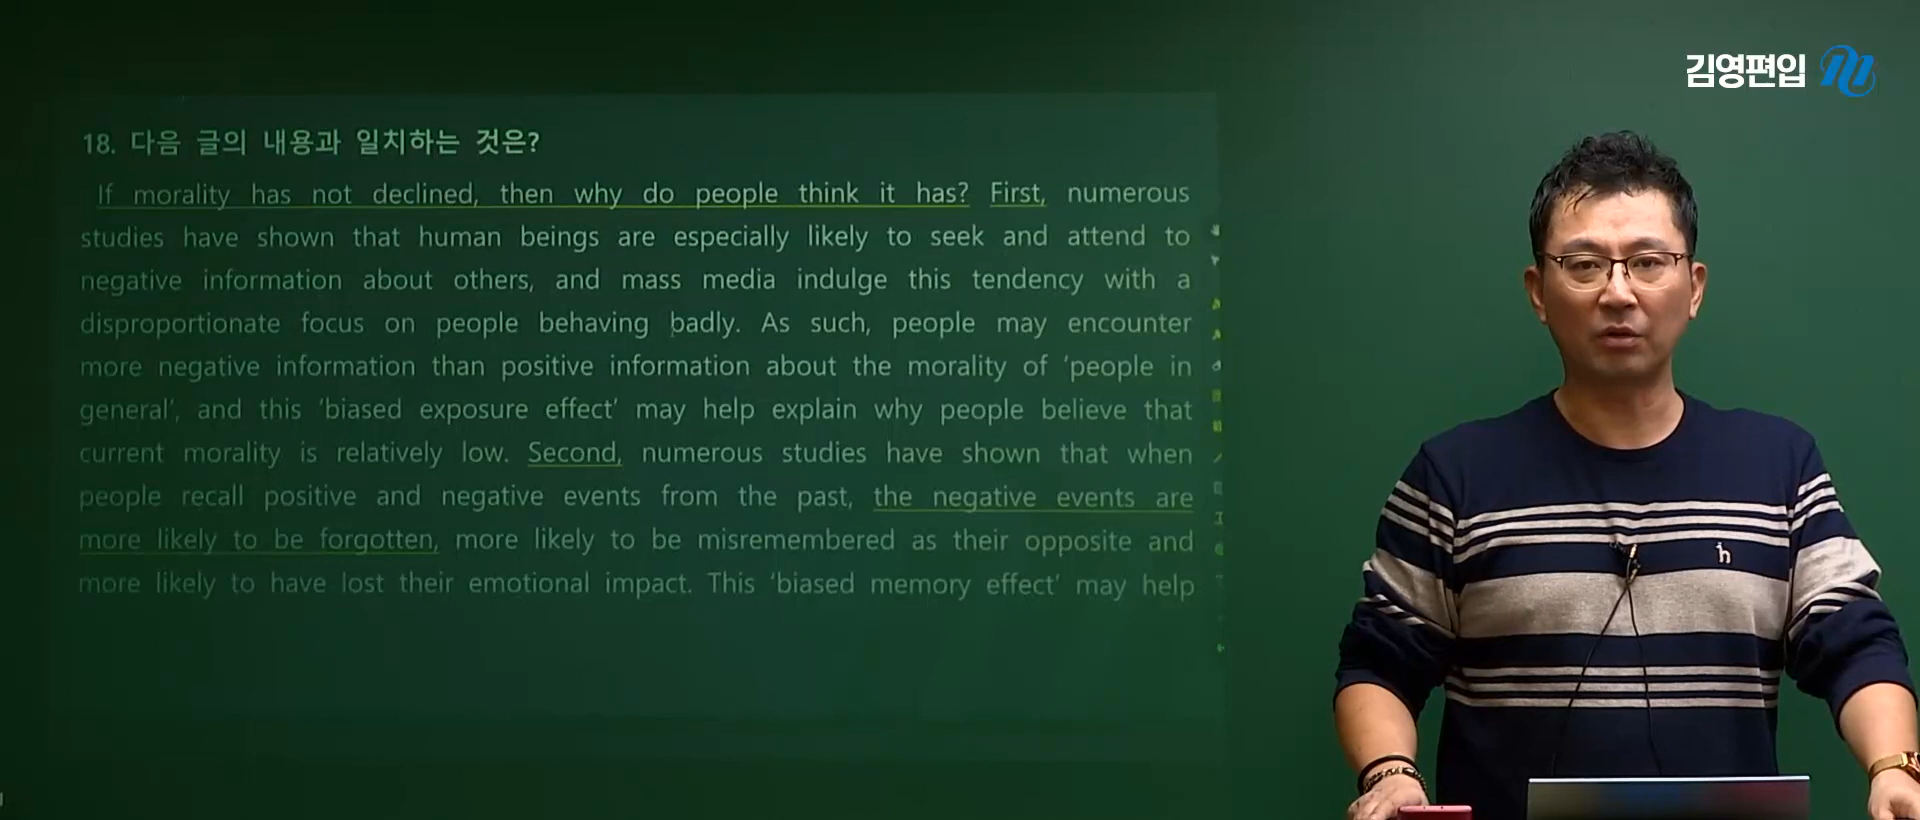 김영편입
18. 다음 글의 내용과 일치하는 것은?
If morality has not declined, then why do people think it has? First, numerous
studies have shown that human beings are especially likely to seek and attend to
negative information about others, and mass media indulge this tendency with a
disproportionate focus on people behaving badly. As such, people may encounter
more negative information than positive information about the morality of ‘people in
general’, and this ‘biased exposure effect’ may help explain why people believe that
current morality is relatively low. Second, numerous studies have shown that when
people recall positive and negative events from the past, the negative events are
more likely to be forgotten, more likely to be misremembered as their opposite and
more likely to have lost their emotional impact. This ‘biased memory effect’ may help
h